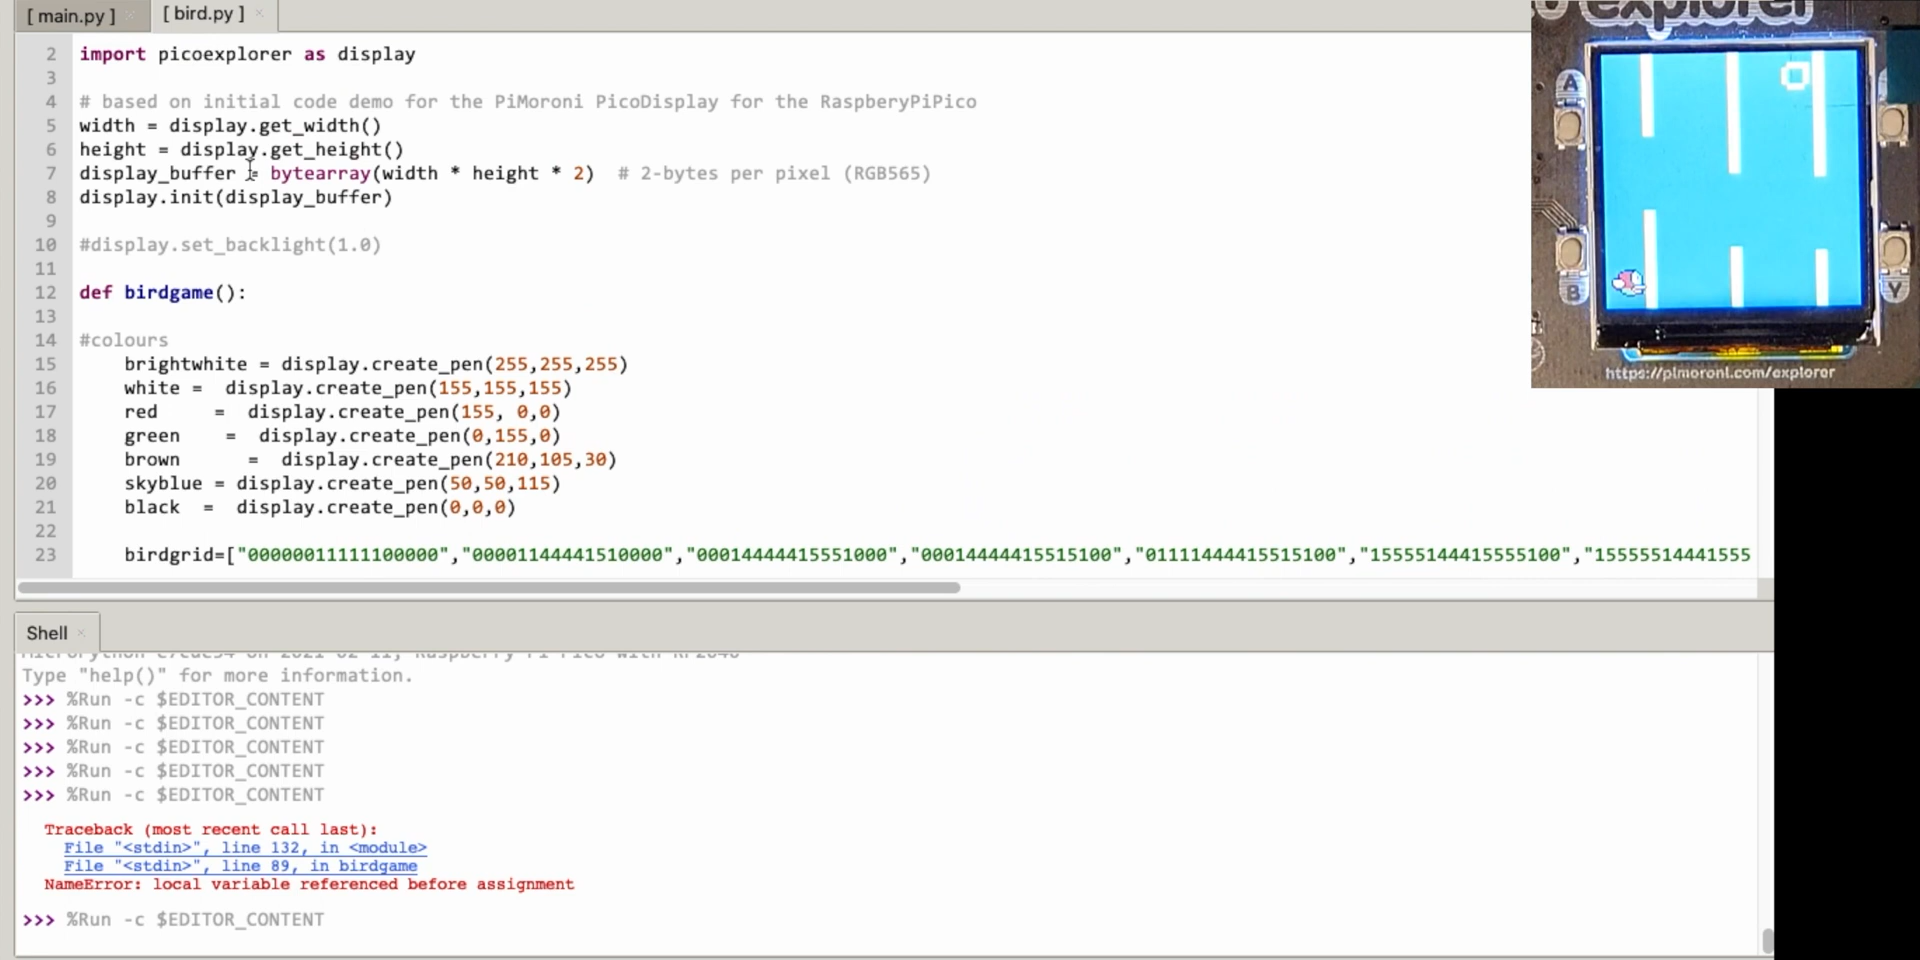 [ main.py ]
[ bird.py ]
2 import picoexplorer as display
3
4 # based on initial code demo for the PiMoroni PicoDisplay for the RaspberyPiPico
5 width = display.get_width()
6 height = display.get_height()
7 display_buffer = bytearray(width * height * 2)  # 2-bytes per pixel (RGB565)
8 display.init(display_buffer)
9
10 #display.set_backlight(1.0)
11
12 def birdgame():
13
14 #colours
15 brightwhite = display.create_pen(255,255,255)
16 white =  display.create_pen(155,155,155)
17 red     =  display.create_pen(155, 0,0)
18 green    =  display.create_pen(0,155,0)
19 brown      =  display.create_pen(210,105,30)
20 skyblue = display.create_pen(50,50,115)
21 black  =  display.create_pen(0,0,0)
22
23 birdgrid=["00000011111100000","00001144441510000","00014444415551000","00014444415515100","01111444415515100","15555144415555100","15555514441555
explorer
A
B
Y
https://pimoroni.com/explorer
Shell
Type "help()" for more information.
>>> %Run -c $EDITOR_CONTENT
>>> %Run -c $EDITOR_CONTENT
>>> %Run -c $EDITOR_CONTENT
>>> %Run -c $EDITOR_CONTENT
>>> %Run -c $EDITOR_CONTENT
Traceback (most recent call last):
File "<stdin>", line 132, in <module>
File "<stdin>", line 89, in birdgame
NameError: local variable referenced before assignment
>>> %Run -c $EDITOR_CONTENT